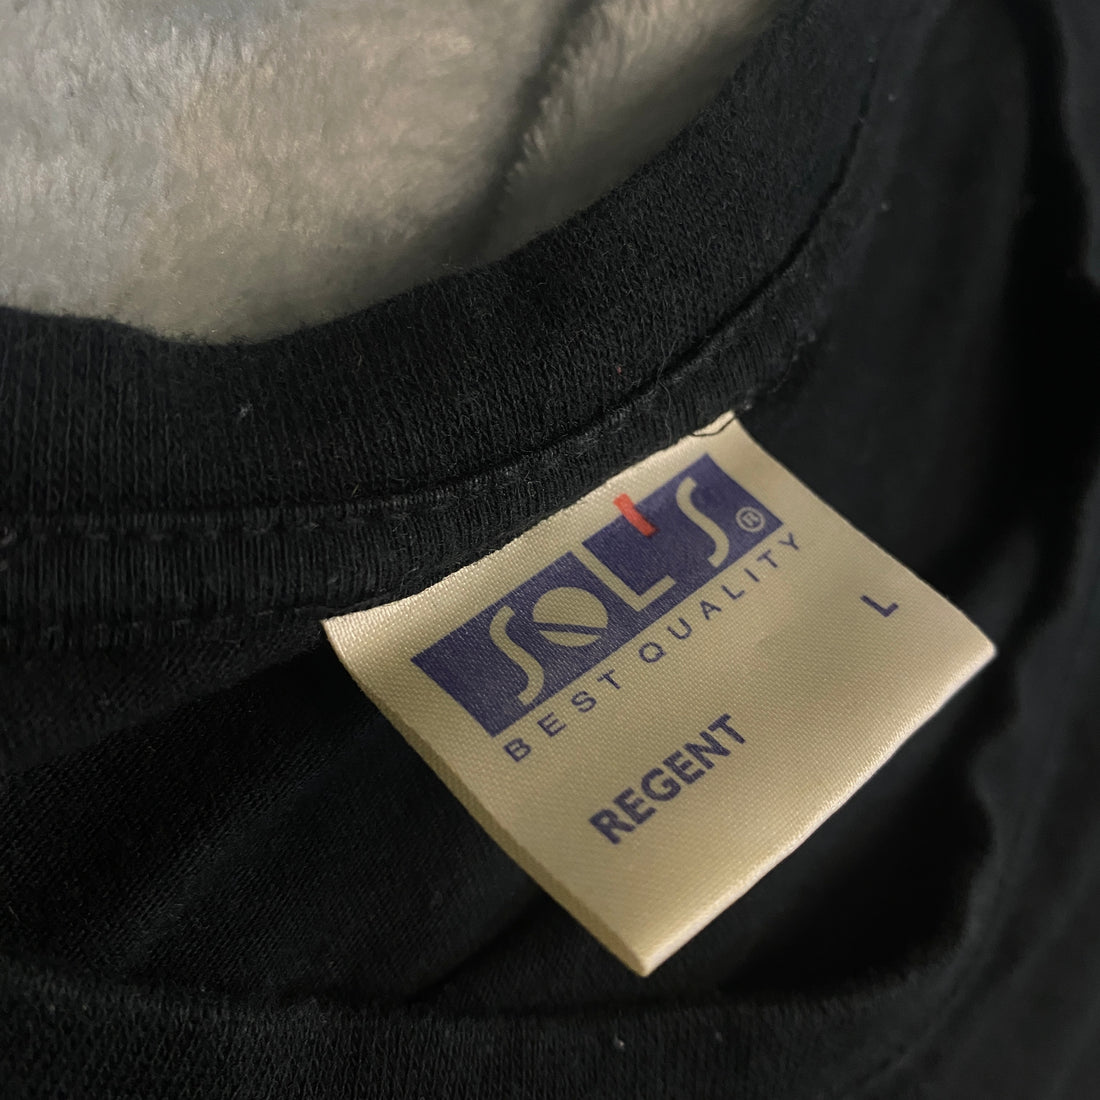 SOL'S ®
BEST QUALITY
L
REGENT